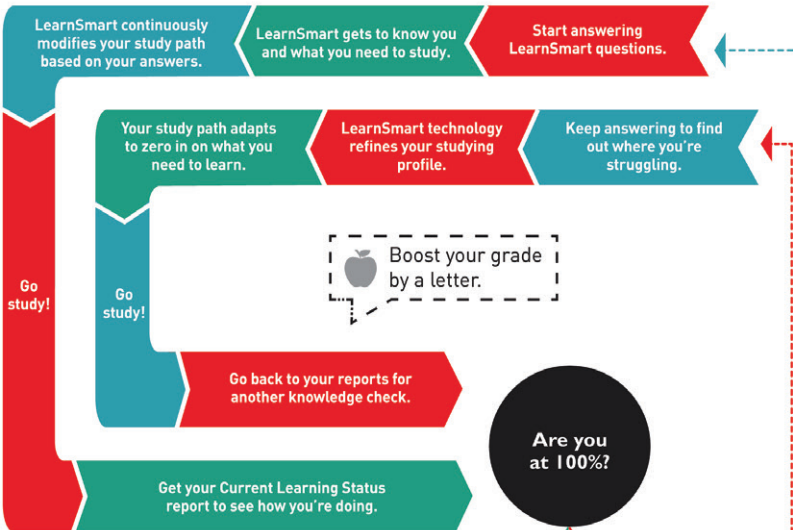 LearnSmart continuously
modifies your study path
based on your answers.
LearnSmart gets to know you
and what you need to study.
Start answering
LearnSmart questions.
Your study path adapts
to zero in on what you
need to learn.
LearnSmart technology
refines your studying
profile.
Keep answering to find
out where you're
struggling.
Boost your grade
by a letter.
Go
study!
Go
study!
Go back to your reports for
another knowledge check.
Are you
at 100%?
Get your Current Learning Status
report to see how you're doing.